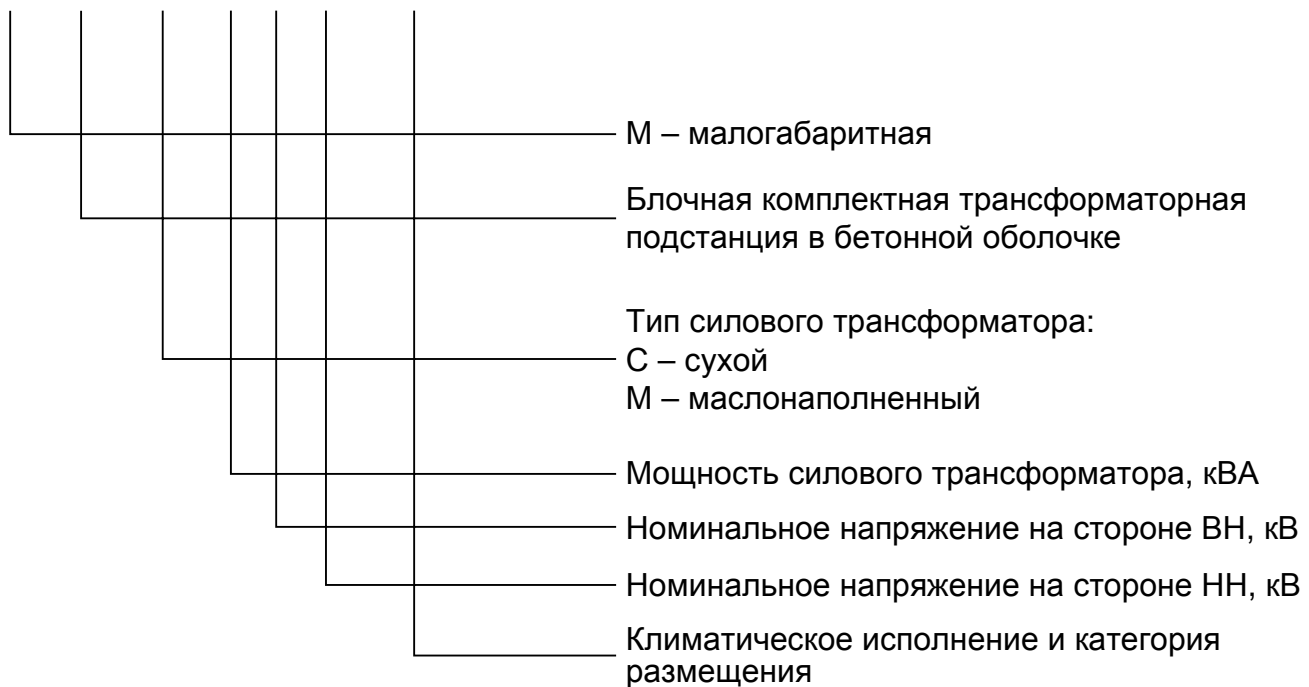 М – малогабаритная
Блочная комплектная трансформаторная
подстанция в бетонной оболочке
Тип силового трансформатора:
С – сухой
М – маслонаполненный
Мощность силового трансформатора, кВА
Номинальное напряжение на стороне ВН, кВ
Номинальное напряжение на стороне НН, кВ
Климатическое исполнение и категория
размещения